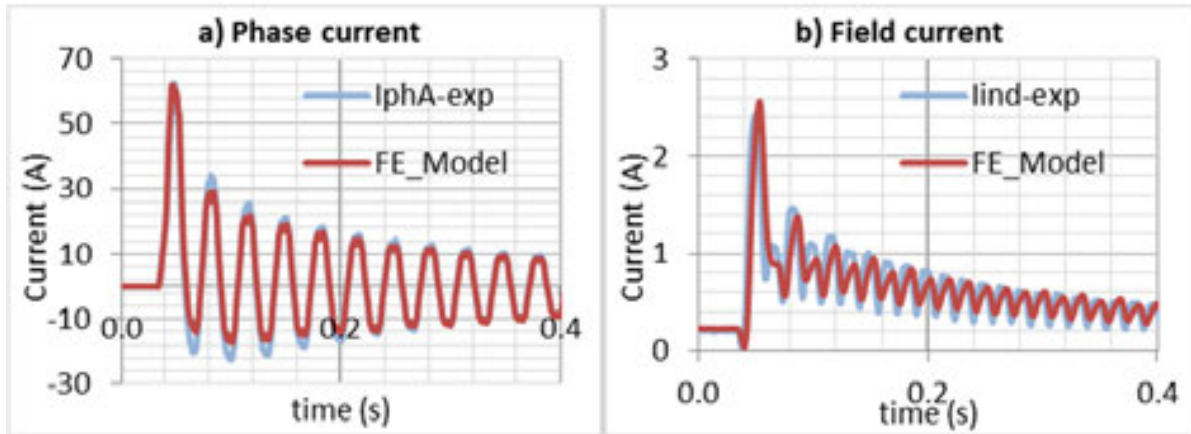 a) Phase current
70
50
30
10
-10
-30
Current (A)
IphA-exp
FE_Model
0.0
0.2
0.4
time (s)
b) Field current
3
2
1
0
Current (A)
Iind-exp
FE_Model
0.0
0.2
0.4
time (s)